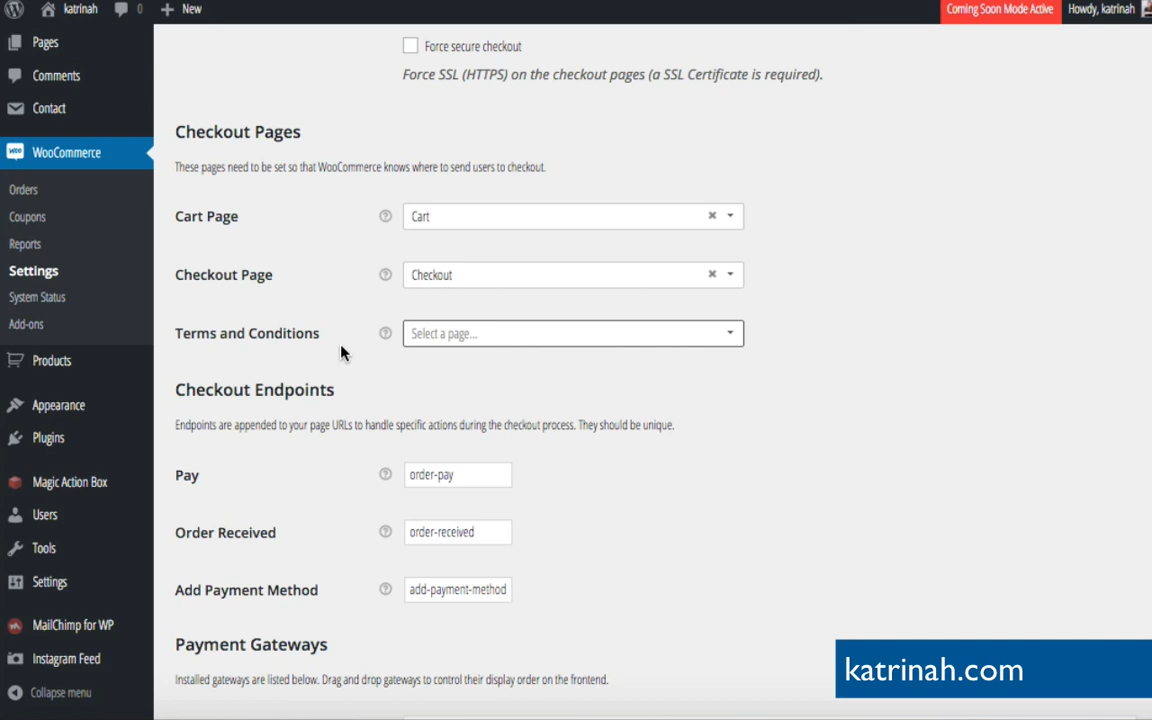 katrinah 0 New Coming Soon Mode Active Howdy, katrinah
Pages
Comments
Contact
WooCommerce
Orders
Coupons
Reports
Settings
System Status
Add-ons
Products
Appearance
Plugins
Magic Action Box
Users
Tools
Settings
MailChimp for WP
Instagram Feed
Collapse menu
Force secure checkout
Force SSL (HTTPS) on the checkout pages (a SSL Certificate is required).
Checkout Pages
These pages need to be set so that WooCommerce knows where to send users to checkout.
Cart Page Cart
Checkout Page Checkout
Terms and Conditions Select a page...
Checkout Endpoints
Endpoints are appended to your page URLs to handle specific actions during the checkout process. They should be unique.
Pay order-pay
Order Received order-received
Add Payment Method add-payment-method
Payment Gateways
Installed gateways are listed below. Drag and drop gateways to control their display order on the frontend.
katrinah.com